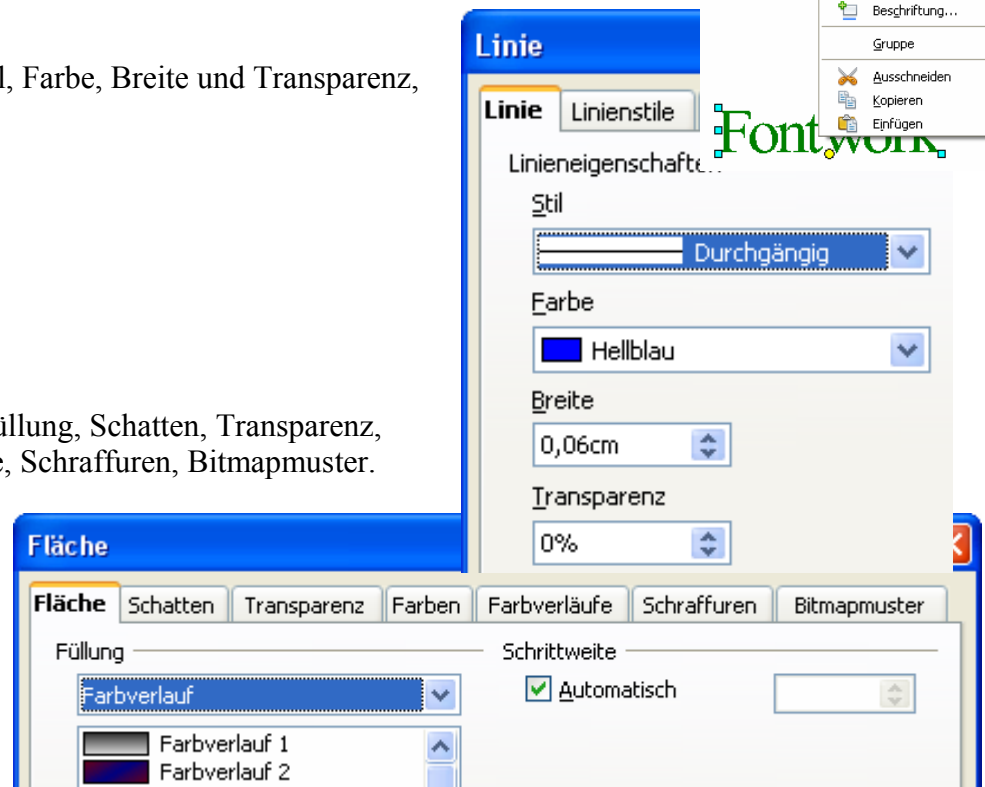 Beschriftung...
Gruppe
Ausschneiden
Kopieren
Einfügen
Fontwork
, Farbe, Breite und Transparenz,
Linie
Linie Linienstile
Linieneigenschaften
Stil
Durchgängig
Farbe
Hellblau
Breite
0,06cm
Transparenz
0%
üllung, Schatten, Transparenz,
e, Schraffuren, Bitmapmuster.
Fläche
Fläche Schatten Transparenz Farben Farbverläufe Schraffuren Bitmapmuster
Füllung Schrittweite
Farbverlauf Automatisch
Farbverlauf 1
Farbverlauf 2